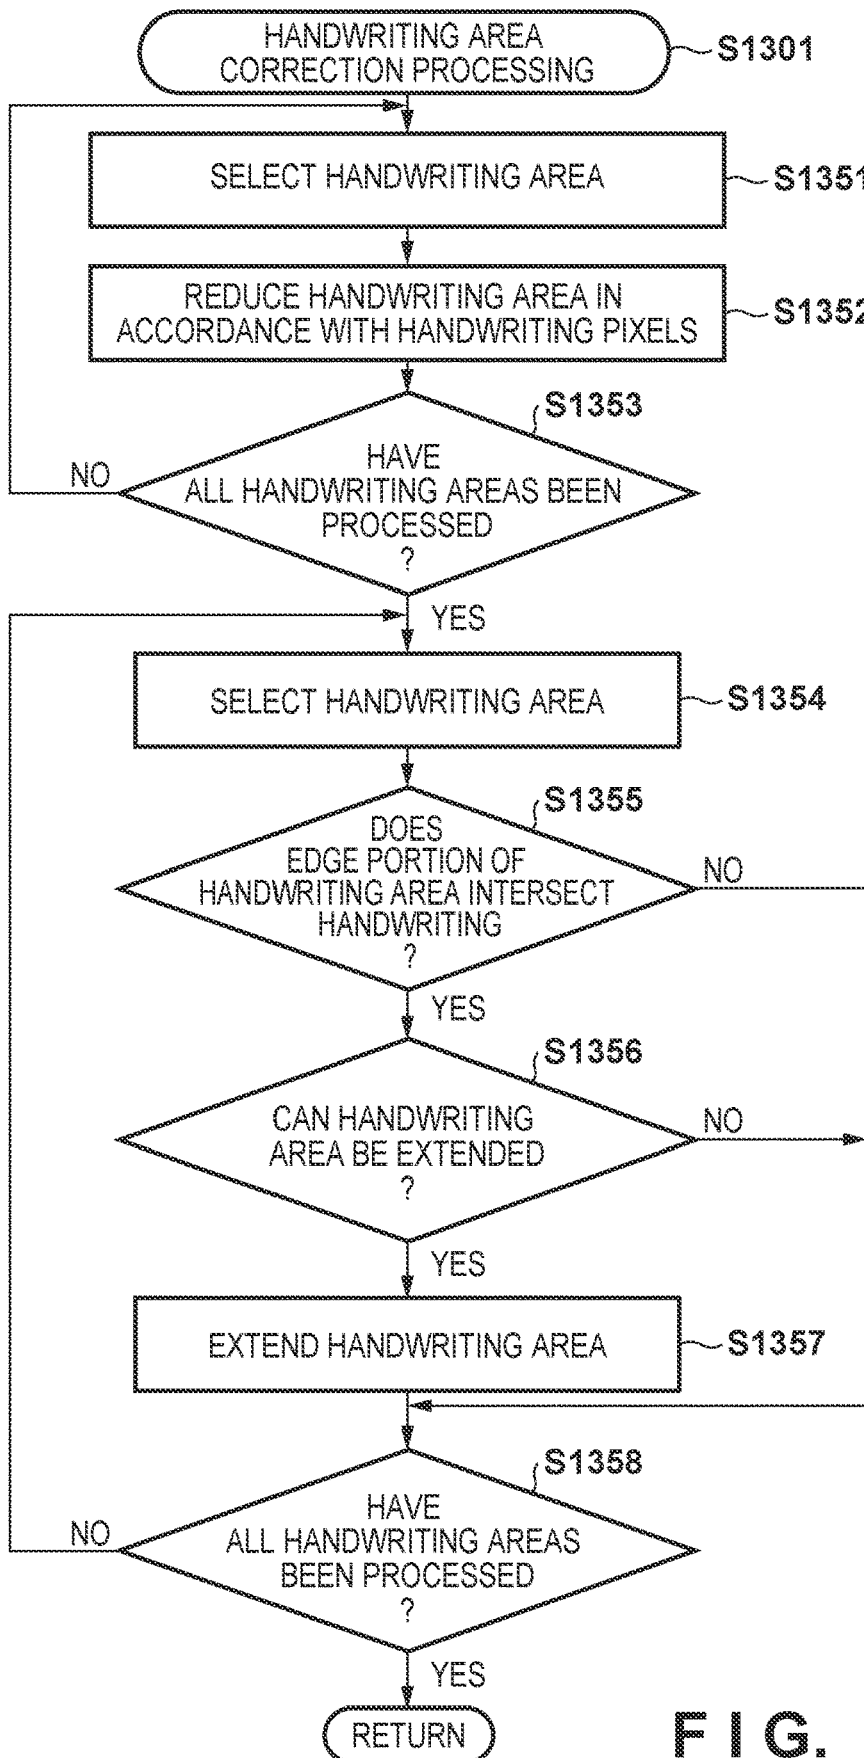 HANDWRITING AREA
CORRECTION PROCESSING
S1301
SELECT HANDWRITING AREA
S1351
REDUCE HANDWRITING AREA IN
ACCORDANCE WITH HANDWRITING PIXELS
S1352
S1353
HAVE
ALL HANDWRITING AREAS BEEN
PROCESSED
?
NO
YES
SELECT HANDWRITING AREA
S1354
S1355
DOES
EDGE PORTION OF
HANDWRITING AREA INTERSECT
HANDWRITING
?
NO
YES
S1356
CAN HANDWRITING
AREA BE EXTENDED
?
NO
YES
EXTEND HANDWRITING AREA
S1357
S1358
HAVE
ALL HANDWRITING AREAS
BEEN PROCESSED
?
NO
YES
RETURN
FIG.